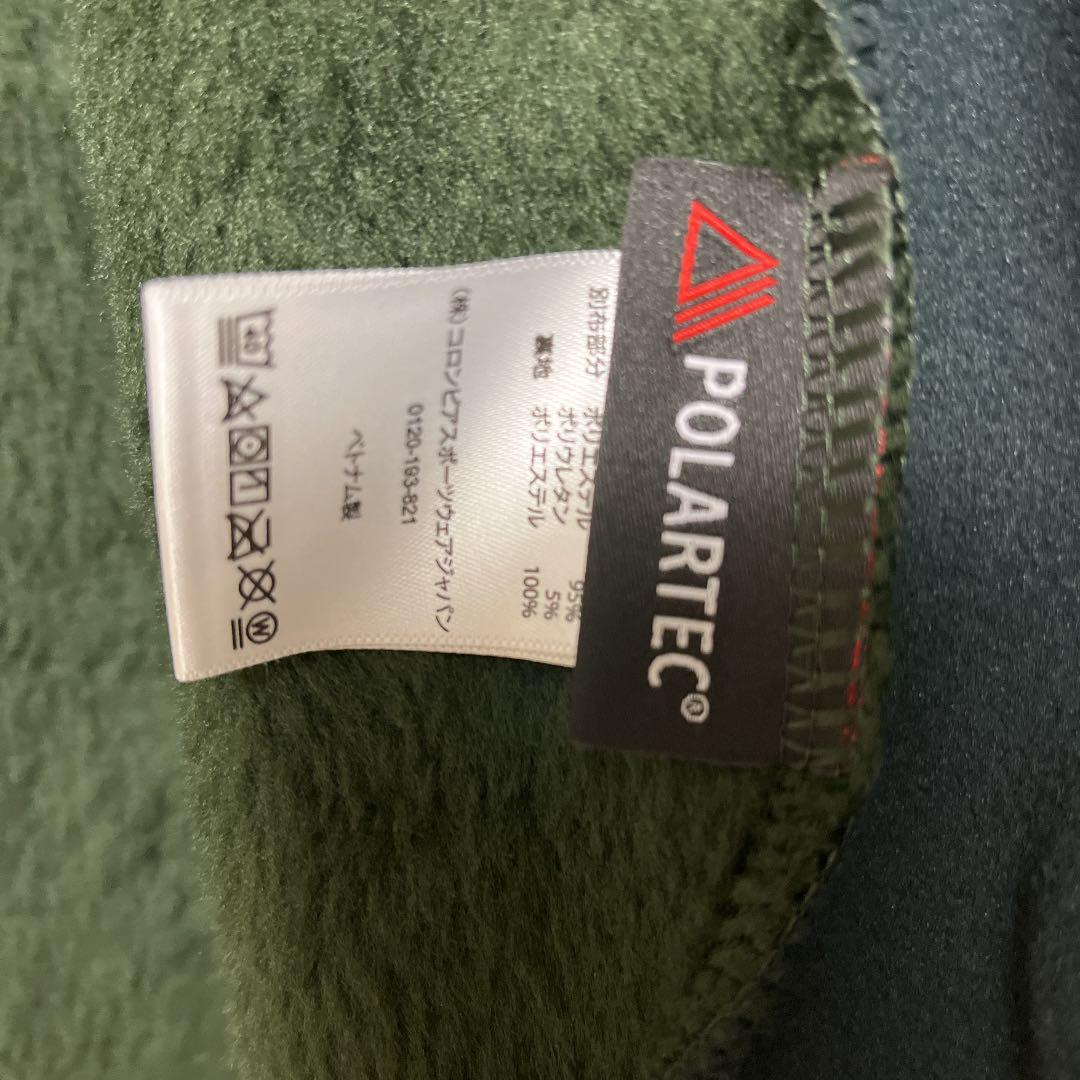 POLARTEC®
別布部分 ポリエステル 95%
ポリウレタン 5%
裏地 ポリエステル 100%
(株)コロンビアスポーツウェアジャパン
0120-193-821
ベトナム製
40
W